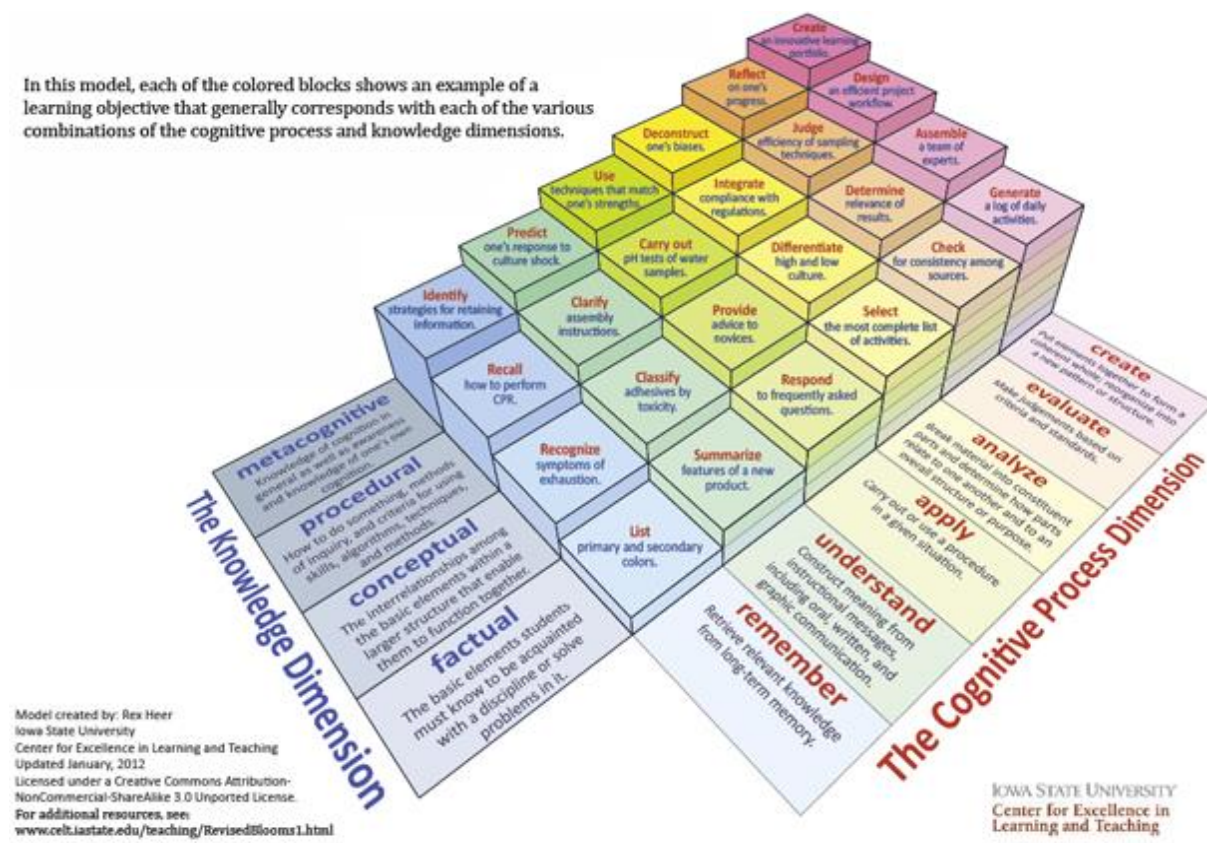 In this model, each of the colored blocks shows an example of a
learning objective that generally corresponds with each of the various
combinations of the cognitive process and knowledge dimensions.
Create
an innovative learning
portfolio.
Reflect
on one's
progress.
Design
an efficient project
workflow.
Deconstruct
one's biases.
Judge
efficiency of sampling
techniques.
Assemble
a team of
experts.
Use
techniques that match
one's strengths.
Integrate
compliance with
regulations.
Determine
relevance of
results.
Generate
a log of daily
activities.
Predict
one's response to
culture shock.
Carry out
pH tests of water
samples.
Differentiate
high and low
culture.
Check
for consistency among
sources.
Identify
strategies for retaining
information.
Clarify
assembly
instructions.
Provide
advice to
novices.
Select
the most complete list
of activities.
Recall
how to perform
CPR.
Classify
adhesives by
toxicity.
Respond
to frequently asked
questions.
Recognize
symptoms of
exhaustion.
Summarize
features of a new
product.
List
primary and secondary
colors.
metacognitive
Knowledge of cognition in
general as well as awareness
and knowledge of one's own
cognition.
procedural
How to do something, methods
of inquiry, and criteria for using
skills, algorithms, techniques,
and methods.
conceptual
The interrelationships among
the basic elements within a
larger structure that enable
them to function together.
factual
The basic elements students
must know to be acquainted
with a discipline or solve
problems in it.
The Knowledge Dimension
create
Put elements together to form a
coherent whole; reorganize into
a new pattern or structure.
evaluate
Make judgements based on
criteria and standards.
analyze
Break material into constituent
parts and determine how parts
relate to one another and to an
overall structure or purpose.
apply
Carry out or use a procedure
in a given situation.
understand
Construct meaning from
instructional messages,
including oral, written, and
graphic communication.
remember
Retrieve relevant knowledge
from long-term memory.
The Cognitive Process Dimension
Model created by: Rex Heer
Iowa State University
Center for Excellence in Learning and Teaching
Updated January, 2012
Licensed under a Creative Commons Attribution-
NonCommercial-ShareAlike 3.0 Unported License.
For additional resources, see:
www.celt.iastate.edu/teaching/RevisedBlooms1.html
IOWA STATE UNIVERSITY
Center for Excellence in
Learning and Teaching